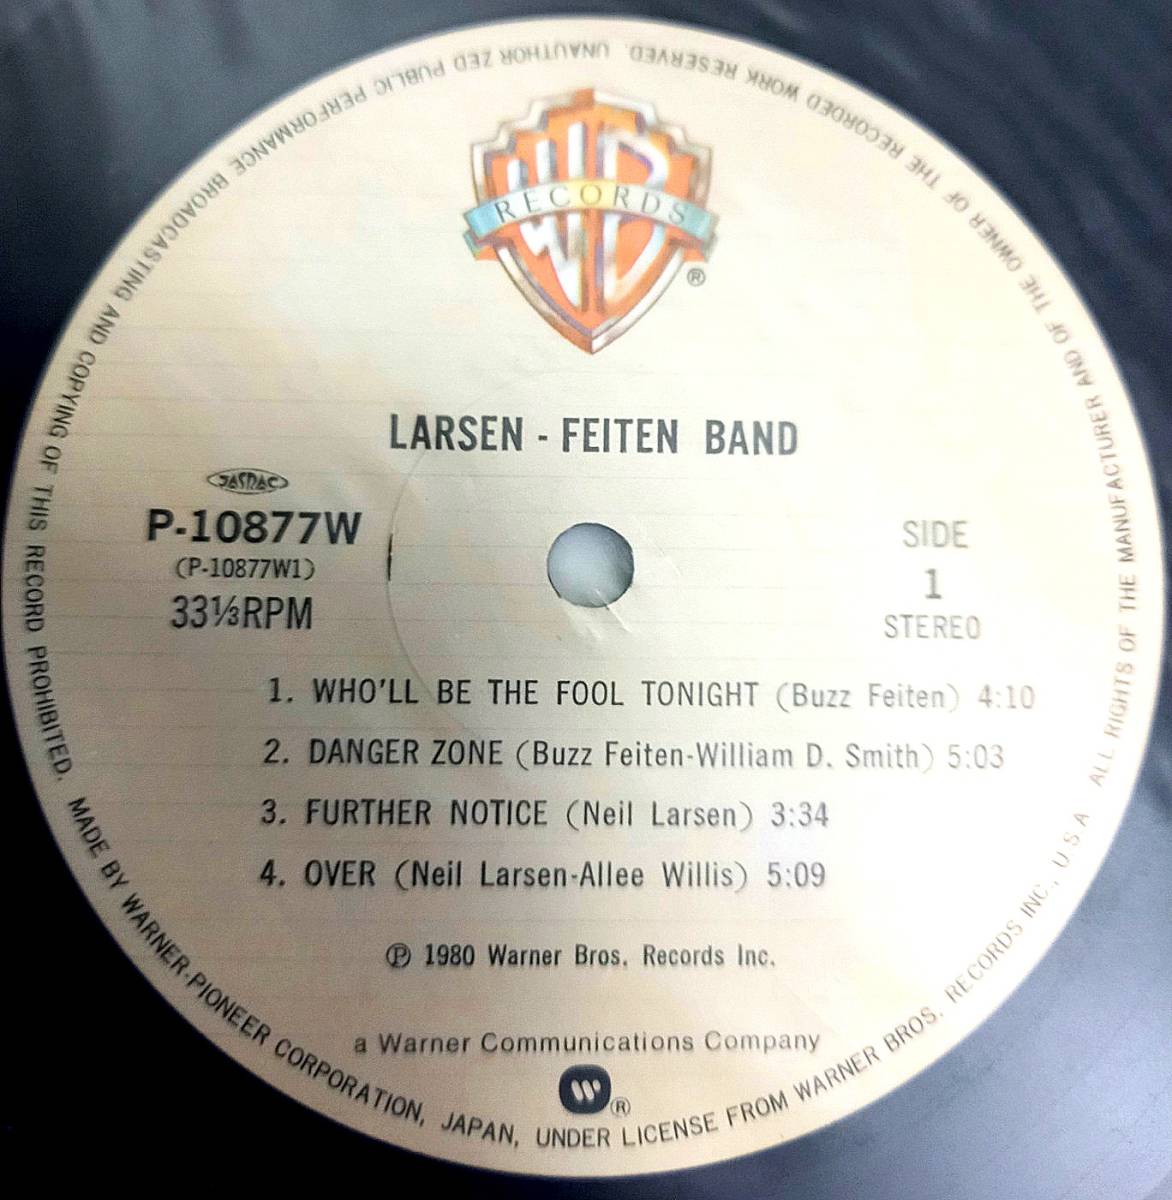 RECORDS
®
LARSEN - FEITEN BAND
JASRAC
P-10877W
(P-10877W1)
33⅓RPM
SIDE
1
STEREO
1. WHO'LL BE THE FOOL TONIGHT (Buzz Feiten) 4:10
2. DANGER ZONE (Buzz Feiten-William D. Smith) 5:03
3. FURTHER NOTICE (Neil Larsen) 3:34
4. OVER (Neil Larsen-Allee Willis) 5:09
℗ 1980 Warner Bros. Records Inc.
a Warner Communications Company
®
MADE BY WARNER-PIONEER CORPORATION, JAPAN, UNDER LICENSE FROM WARNER BROS. RECORDS INC., U.S.A. ALL RIGHTS OF THE MANUFACTURER AND OF THE OWNER OF THE RECORDED WORK RESERVED. UNAUTHOR ZED PUBLIC PERFORMANCE BROADCASTING AND COPYING OF THIS RECORD PROHIBITED.